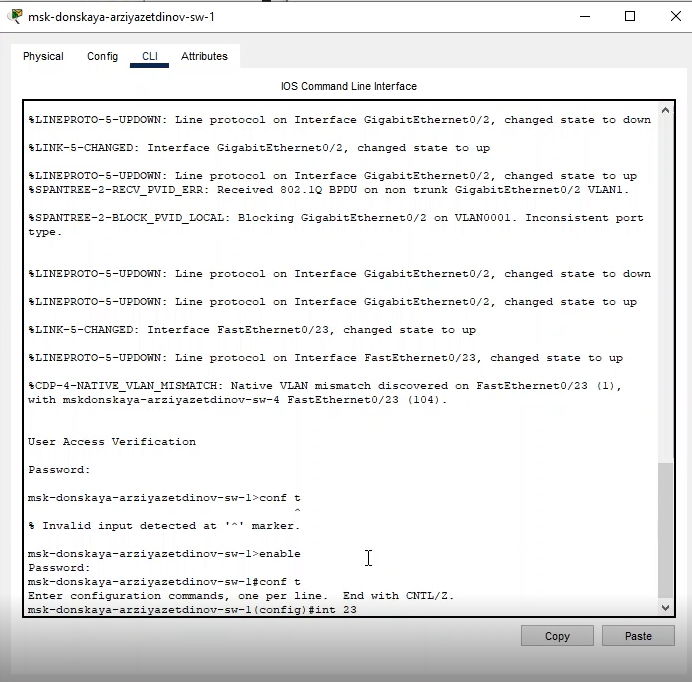 msk-donskaya-arziyazetdinov-sw-1
Physical Config CLI Attributes
IOS Command Line Interface
%LINEPROTO-5-UPDOWN: Line protocol on Interface GigabitEthernet0/2, changed state to down
%LINK-5-CHANGED: Interface GigabitEthernet0/2, changed state to up
%LINEPROTO-5-UPDOWN: Line protocol on Interface GigabitEthernet0/2, changed state to up
%SPANTREE-2-RECV_PVID_ERR: Received 802.1Q BPDU on non trunk GigabitEthernet0/2 VLAN1.
%SPANTREE-2-BLOCK_PVID_LOCAL: Blocking GigabitEthernet0/2 on VLAN0001. Inconsistent port
type.
%LINEPROTO-5-UPDOWN: Line protocol on Interface GigabitEthernet0/2, changed state to down
%LINEPROTO-5-UPDOWN: Line protocol on Interface GigabitEthernet0/2, changed state to up
%LINK-5-CHANGED: Interface FastEthernet0/23, changed state to up
%LINEPROTO-5-UPDOWN: Line protocol on Interface FastEthernet0/23, changed state to up
%CDP-4-NATIVE_VLAN_MISMATCH: Native VLAN mismatch discovered on FastEthernet0/23 (1),
with mskdonskaya-arziyazetdinov-sw-4 FastEthernet0/23 (104).
User Access Verification
Password:
msk-donskaya-arziyazetdinov-sw-1>conf t
^
% Invalid input detected at '^' marker.
msk-donskaya-arziyazetdinov-sw-1>enable
Password:
msk-donskaya-arziyazetdinov-sw-1#conf t
Enter configuration commands, one per line. End with CNTL/Z.
msk-donskaya-arziyazetdinov-sw-1(config)#int 23
Copy Paste